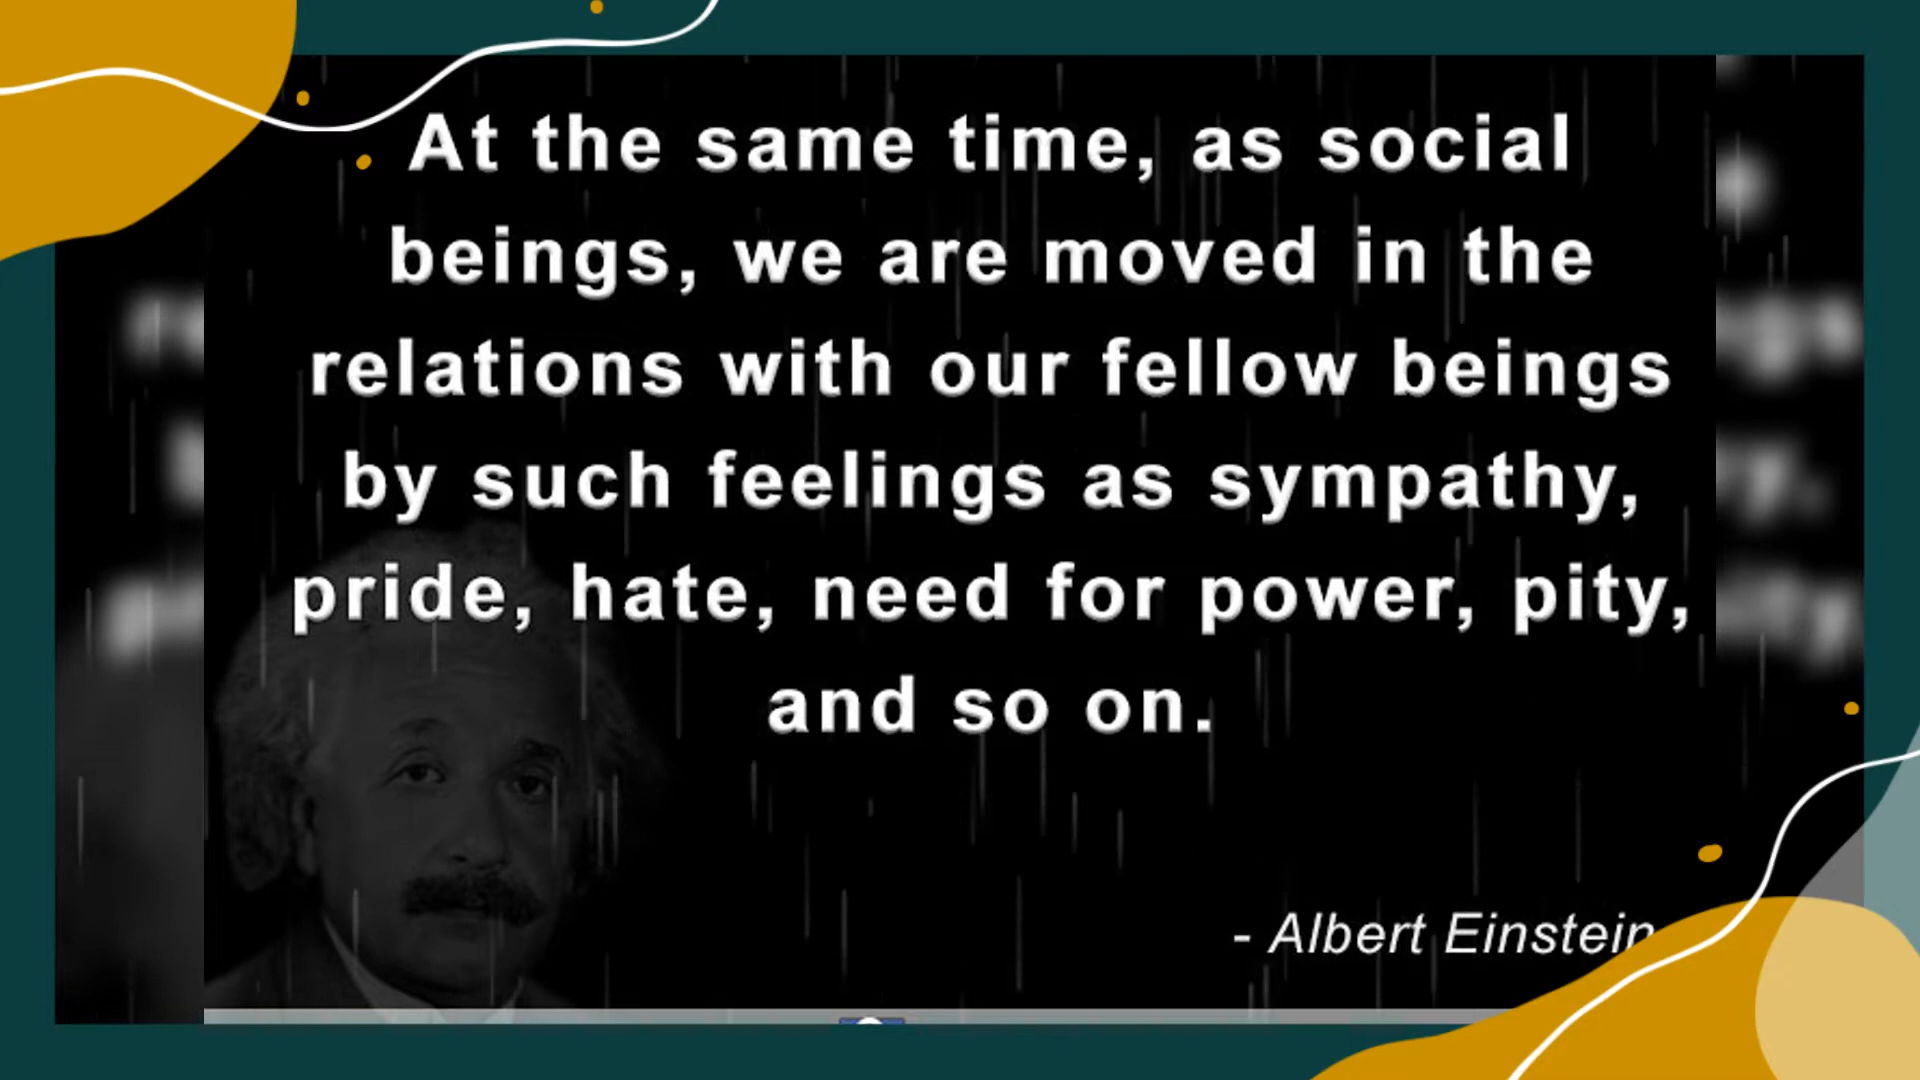 At the same time, as social
beings, we are moved in the
relations with our fellow beings
by such feelings as sympathy,
pride, hate, need for power, pity,
and so on.
- Albert Einstein